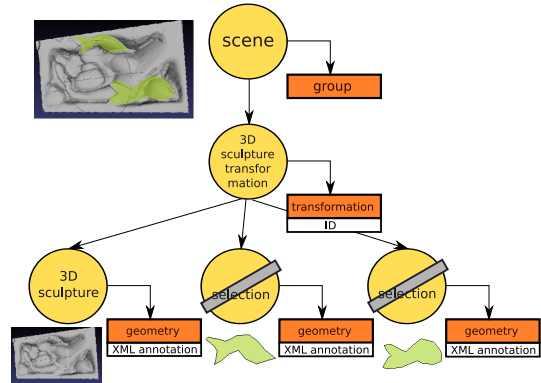 scene
group
3D
sculpture
transfor
mation
transformation
ID
3D
sculpture
selection
selection
geometry
XML annotation
geometry
XML annotation
geometry
XML annotation